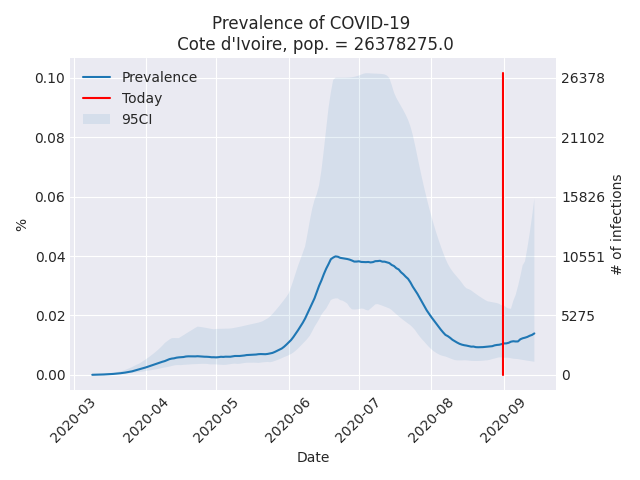 Prevalence of COVID-19
Cote d'Ivoire, pop. = 26378275.0
Prevalence
Today
95CI
0.10
0.08
0.06
0.04
0.02
0.00
%
26378
21102
15826
10551
5275
0
# of infections
2020-03
2020-04
2020-05
2020-06
2020-07
2020-08
2020-09
Date